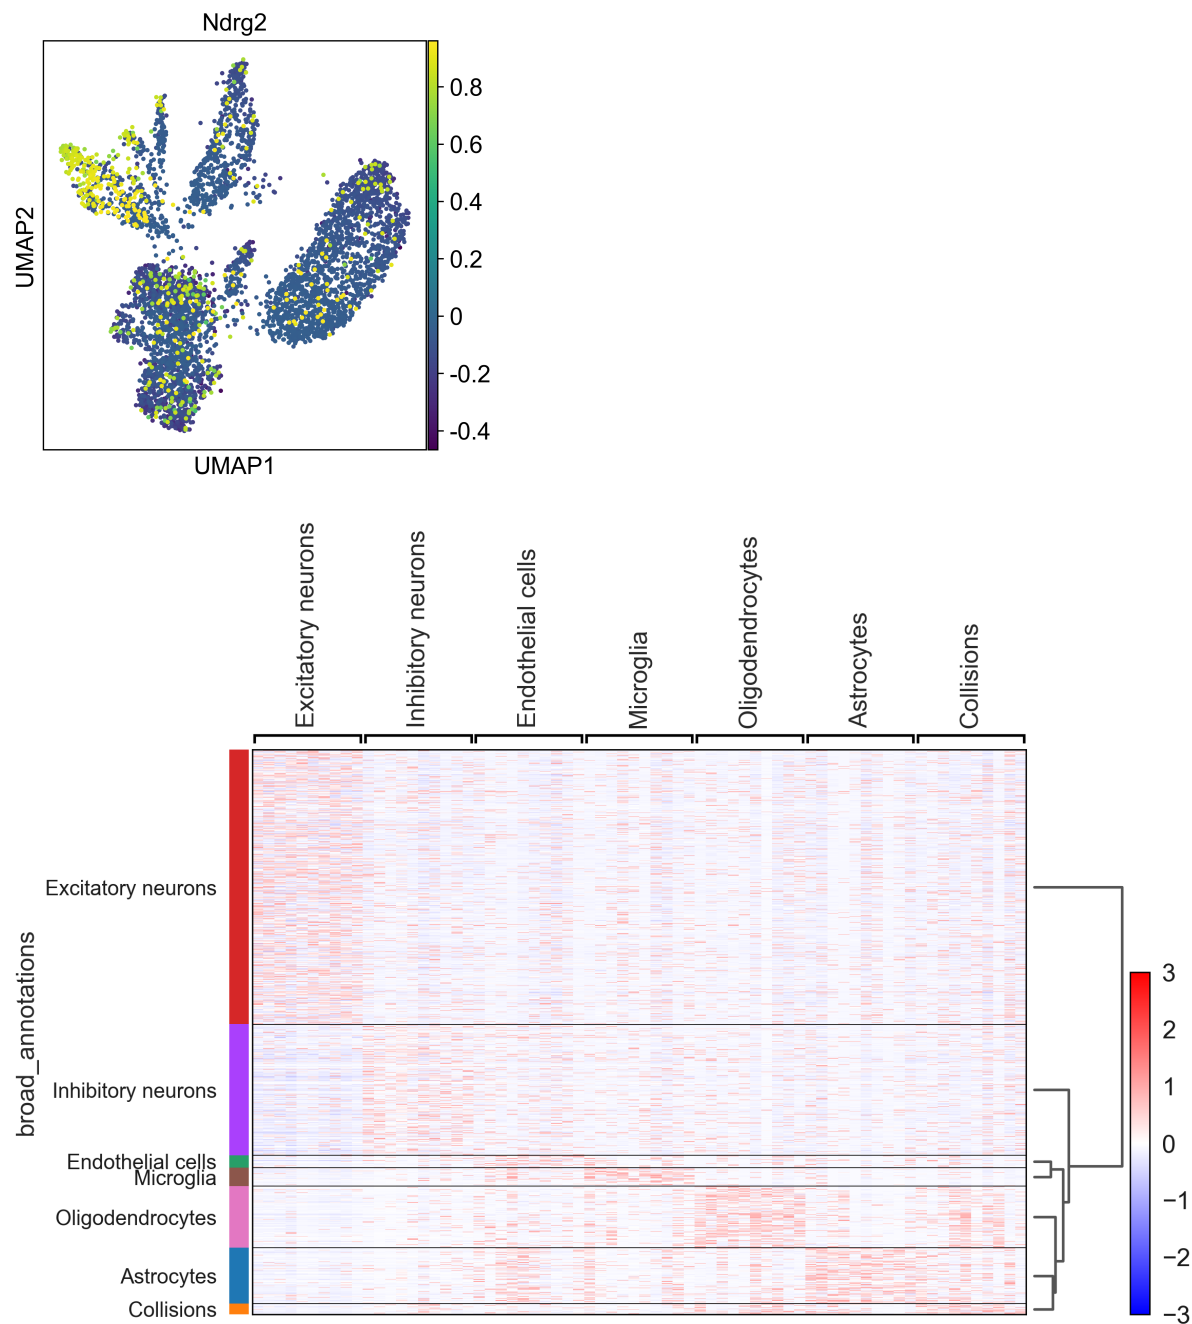 Ndrg2
0.8
0.6
0.4
0.2
0
-0.2
-0.4
UMAP2
UMAP1
Excitatory neurons
Inhibitory neurons
Endothelial cells
Microglia
Oligodendrocytes
Astrocytes
Collisions
broad_annotations
Excitatory neurons
Inhibitory neurons
Endothelial cells
Microglia
Oligodendrocytes
Astrocytes
Collisions
3
2
1
0
−1
−2
−3